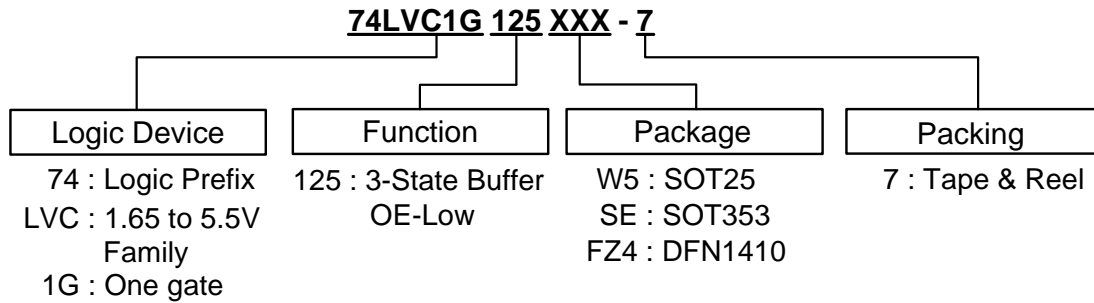 74LVC1G 125 XXX - 7
Logic Device
Function
Package
Packing
74 : Logic Prefix
LVC : 1.65 to 5.5V
Family
1G : One gate
125 : 3-State Buffer
OE-Low
W5 : SOT25
SE : SOT353
FZ4 : DFN1410
7 : Tape & Reel